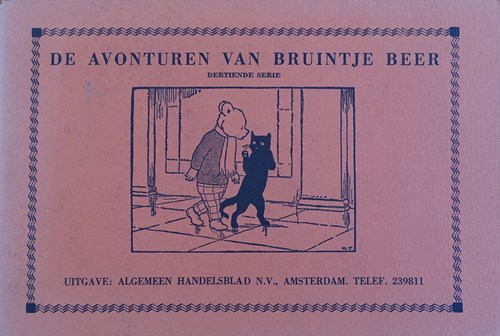 DE AVONTUREN VAN BRUINTJE BEER
DERTIENDE SERIE
M.T.
UITGAVE: ALGEMEEN HANDELSBLAD N.V., AMSTERDAM. TELEF. 239811